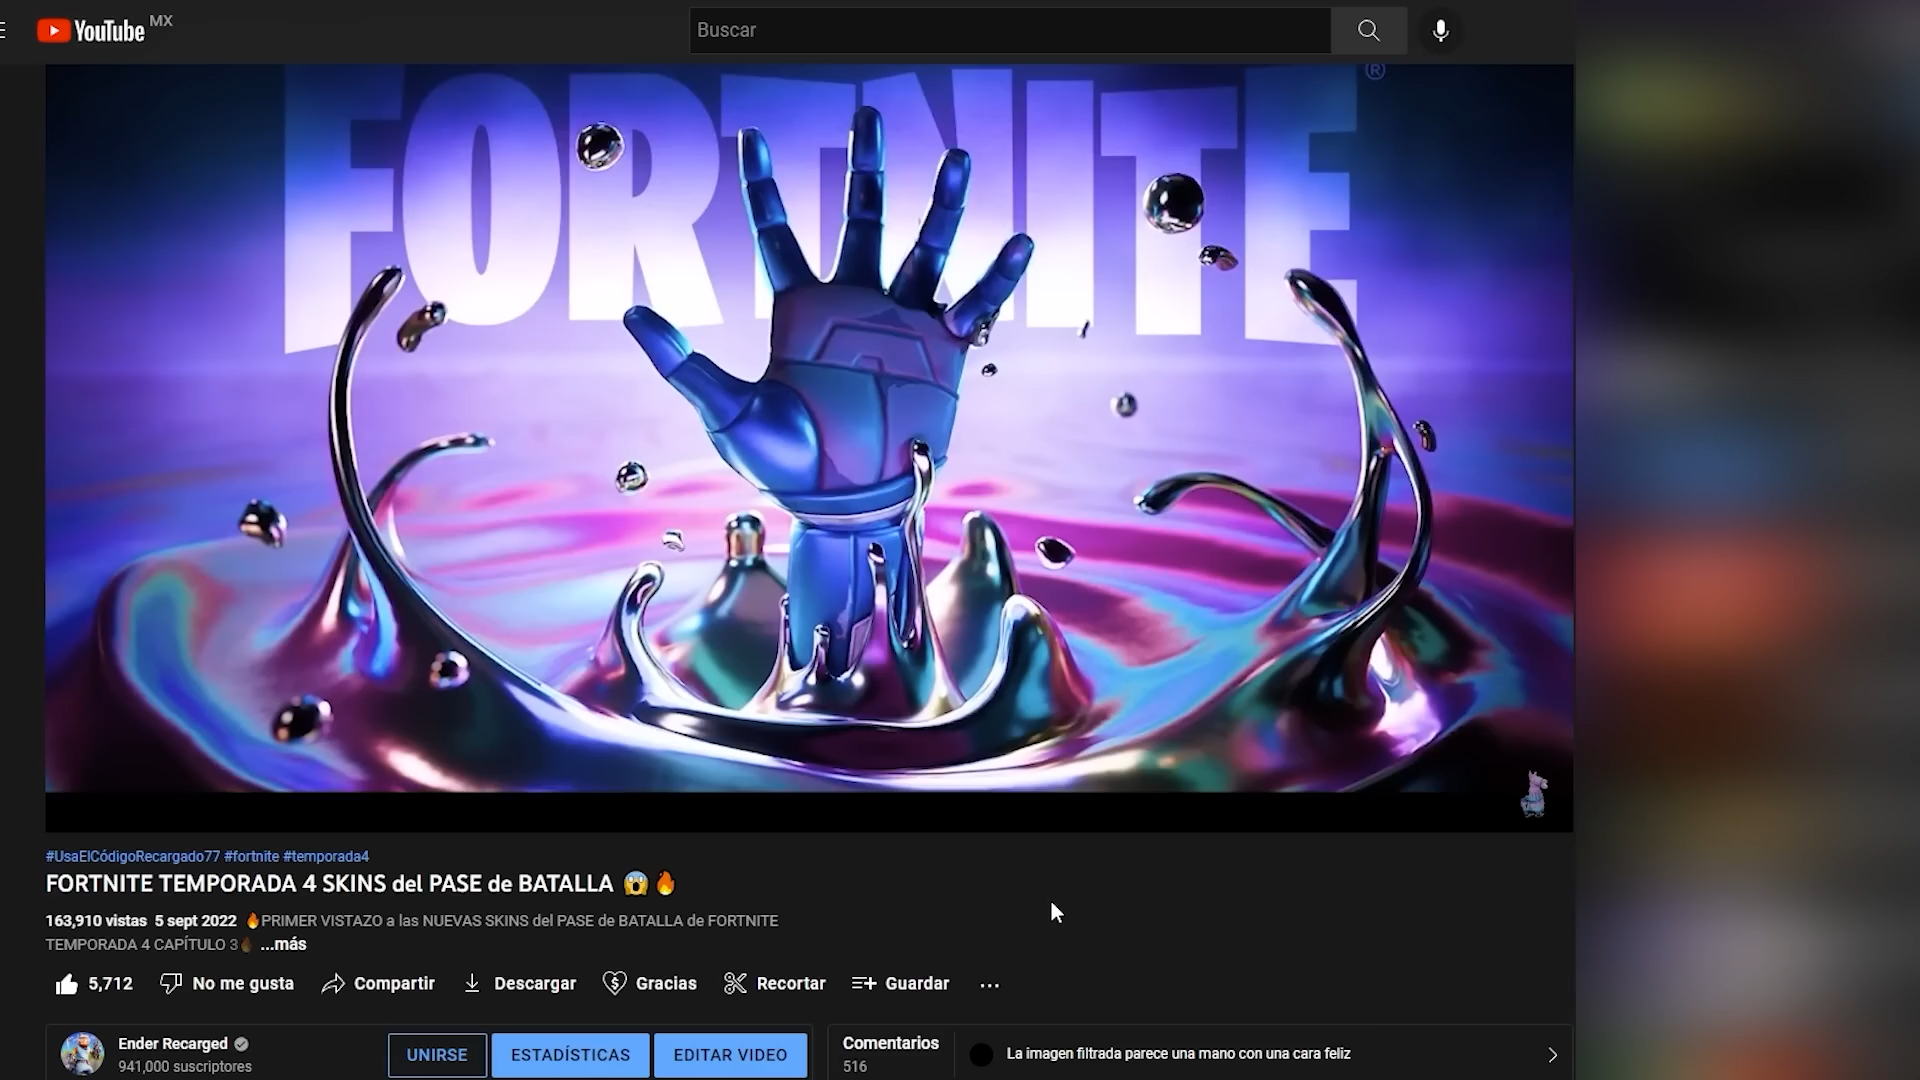 YouTube MX
Buscar
FORTNITE
®
#UsaElCódigoRecargado77 #fortnite #temporada4
FORTNITE TEMPORADA 4 SKINS del PASE de BATALLA 😱🔥
163,910 vistas 5 sept 2022 🔥PRIMER VISTAZO a las NUEVAS SKINS del PASE de BATALLA de FORTNITE
TEMPORADA 4 CAPÍTULO 3🔥 ...más
5,712 No me gusta Compartir Descargar Gracias Recortar Guardar ...
Ender Recarged
941,000 suscriptores
UNIRSE
ESTADÍSTICAS
EDITAR VIDEO
Comentarios
516
La imagen filtrada parece una mano con una cara feliz